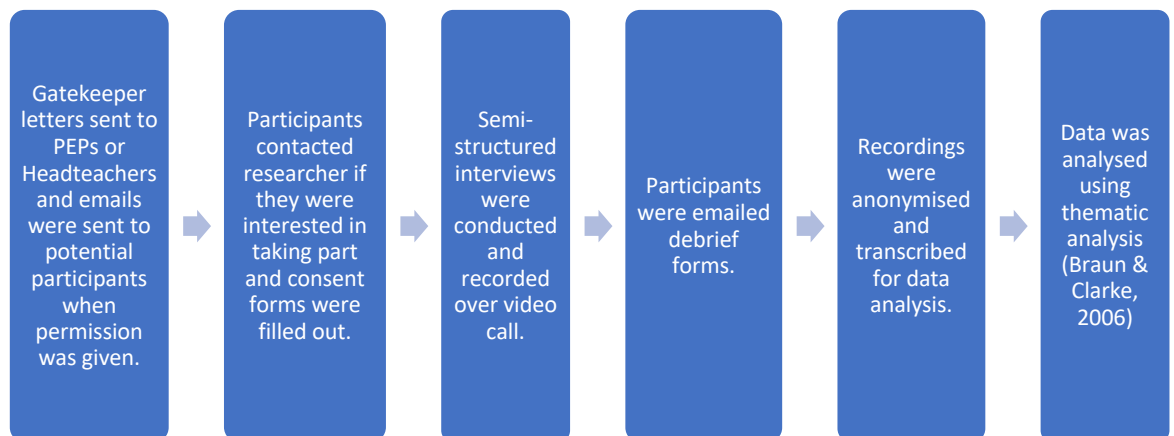 Gatekeeper
letters sent to
PEPs or
Headteachers
and emails
were sent to
potential
participants
when
permission
was given.
Participants
contacted
researcher if
they were
interested in
taking part
and consent
forms were
filled out.
Semi-
structured
interviews
were
conducted
and
recorded
over video
call.
Participants
were emailed
debrief
forms.
Recordings
were
anonymised
and
transcribed
for data
analysis.
Data was
analysed
using
thematic
analysis
(Braun &
Clarke,
2006)